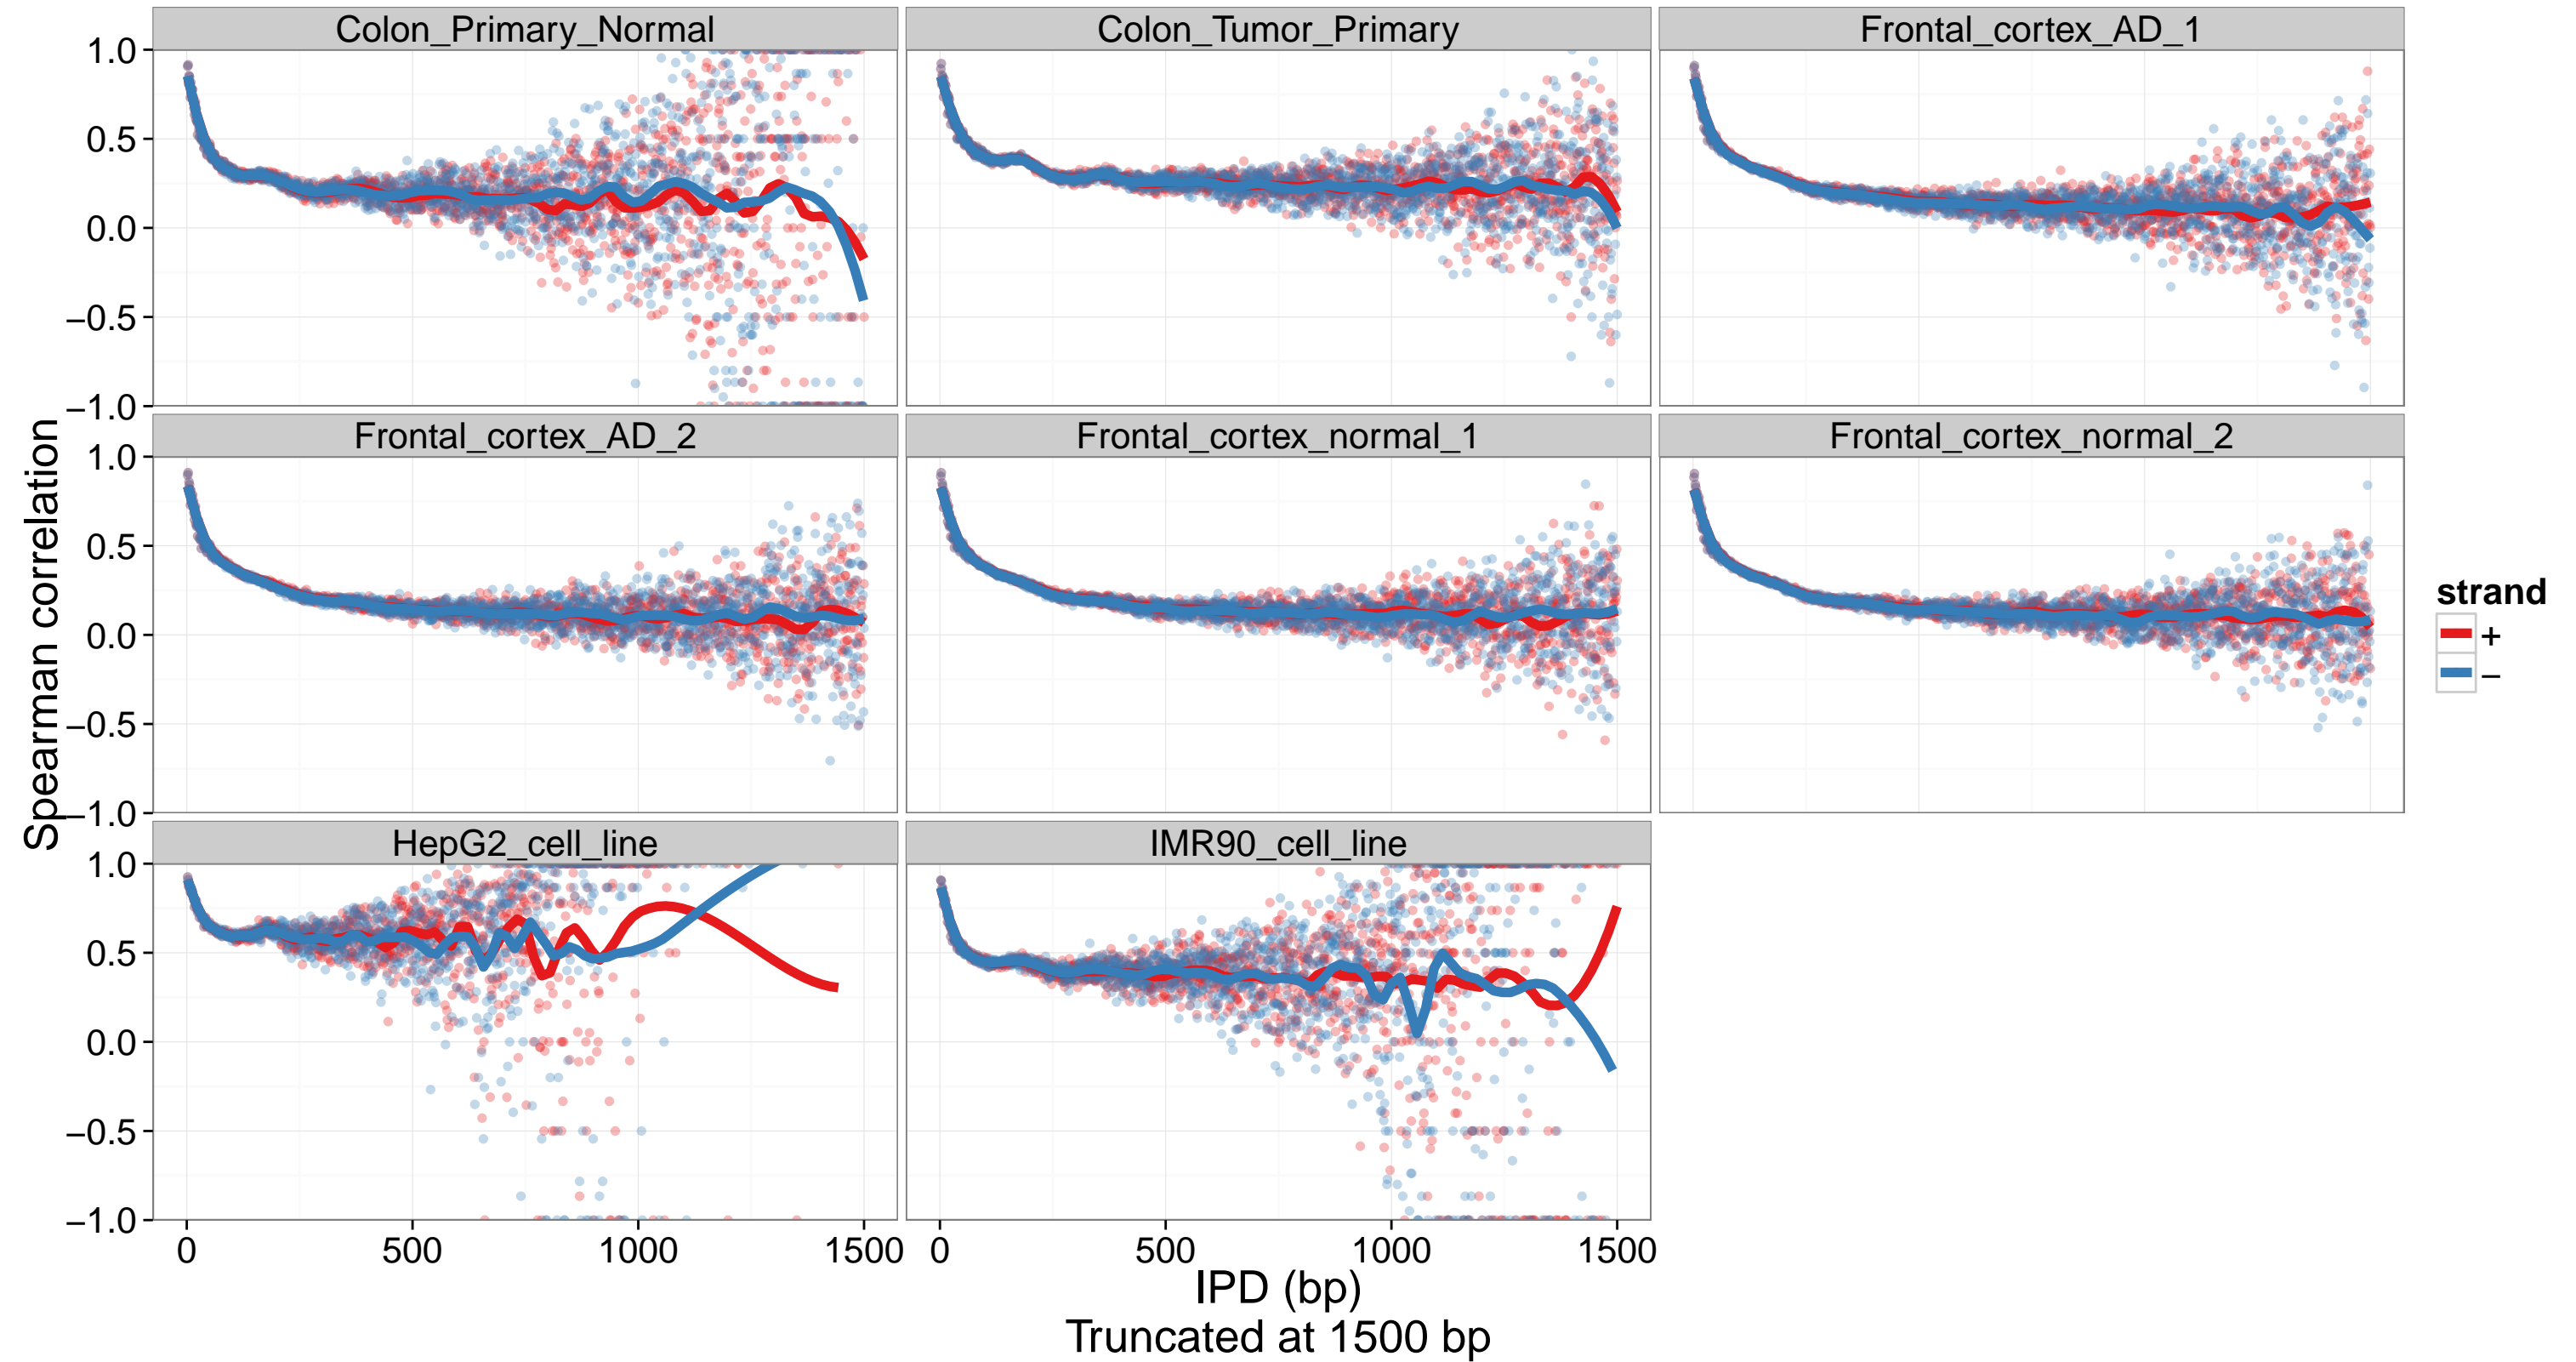 Colon_Primary_Normal
Colon_Tumor_Primary
Frontal_cortex_AD_1
1.0
0.5
0.0
−0.5
−1.0
Frontal_cortex_AD_2
Frontal_cortex_normal_1
Frontal_cortex_normal_2
1.0
0.5
0.0
−0.5
−1.0
HepG2_cell_line
IMR90_cell_line
1.0
0.5
0.0
−0.5
−1.0
0 500 1000 1500
0 500 1000 1500
Spearman correlation
IPD (bp)
Truncated at 1500 bp
strand
+
−